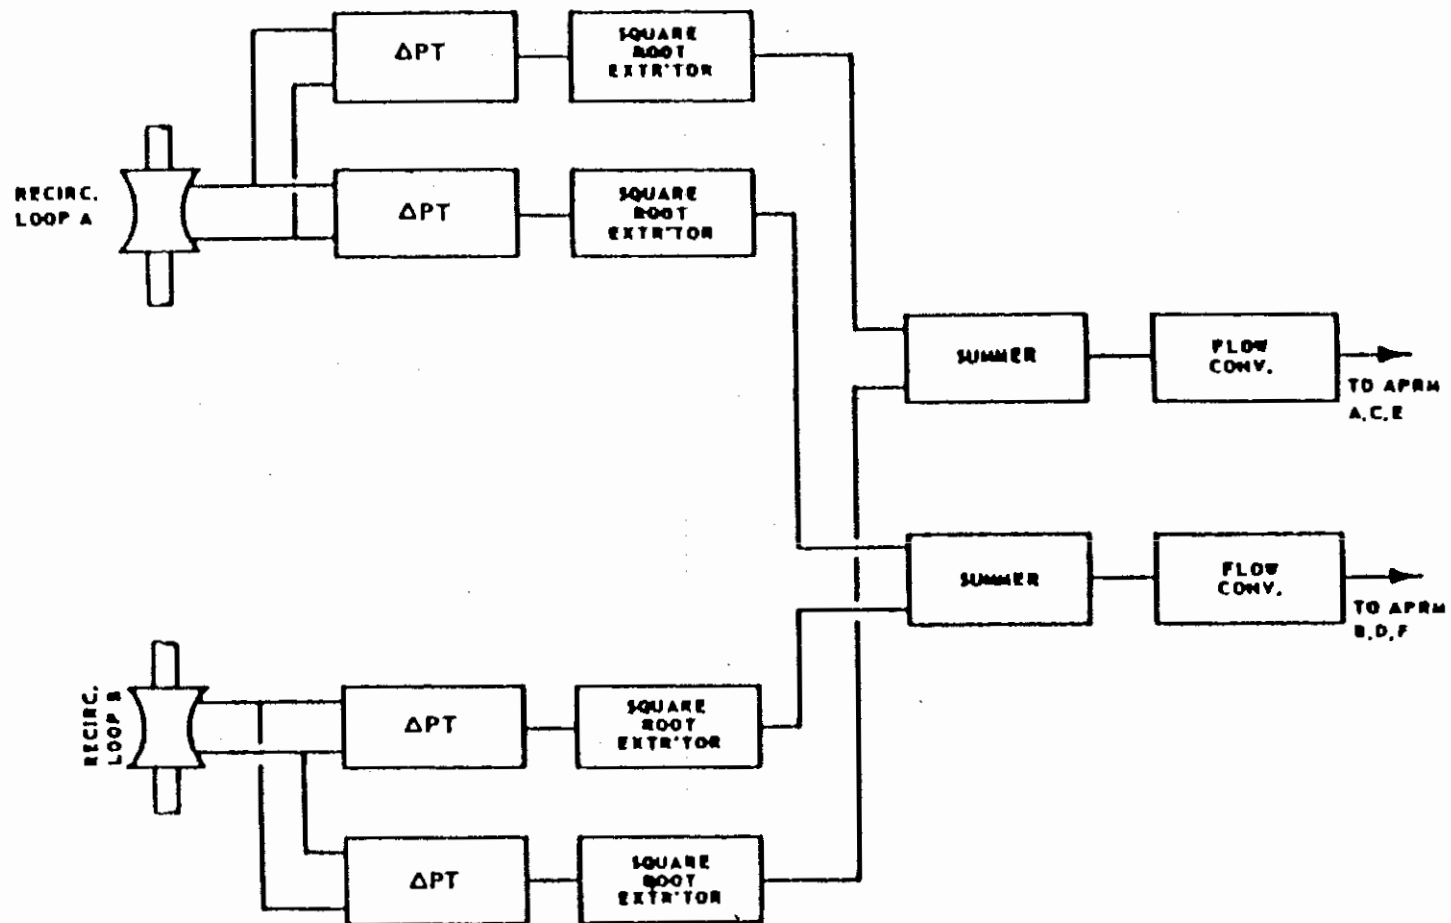 ΔPT
SQUARE
ROOT
EXTR'TOR
RECIRC.
LOOP A
ΔPT
SQUARE
ROOT
EXTR'TOR
SUMMER
FLOW
CONV.
TO APRM
A,C,E
SUMMER
FLOW
CONV.
TO APRM
B,D,F
RECIRC.
LOOP B
ΔPT
SQUARE
ROOT
EXTR'TOR
ΔPT
SQUARE
ROOT
EXTR'TOR